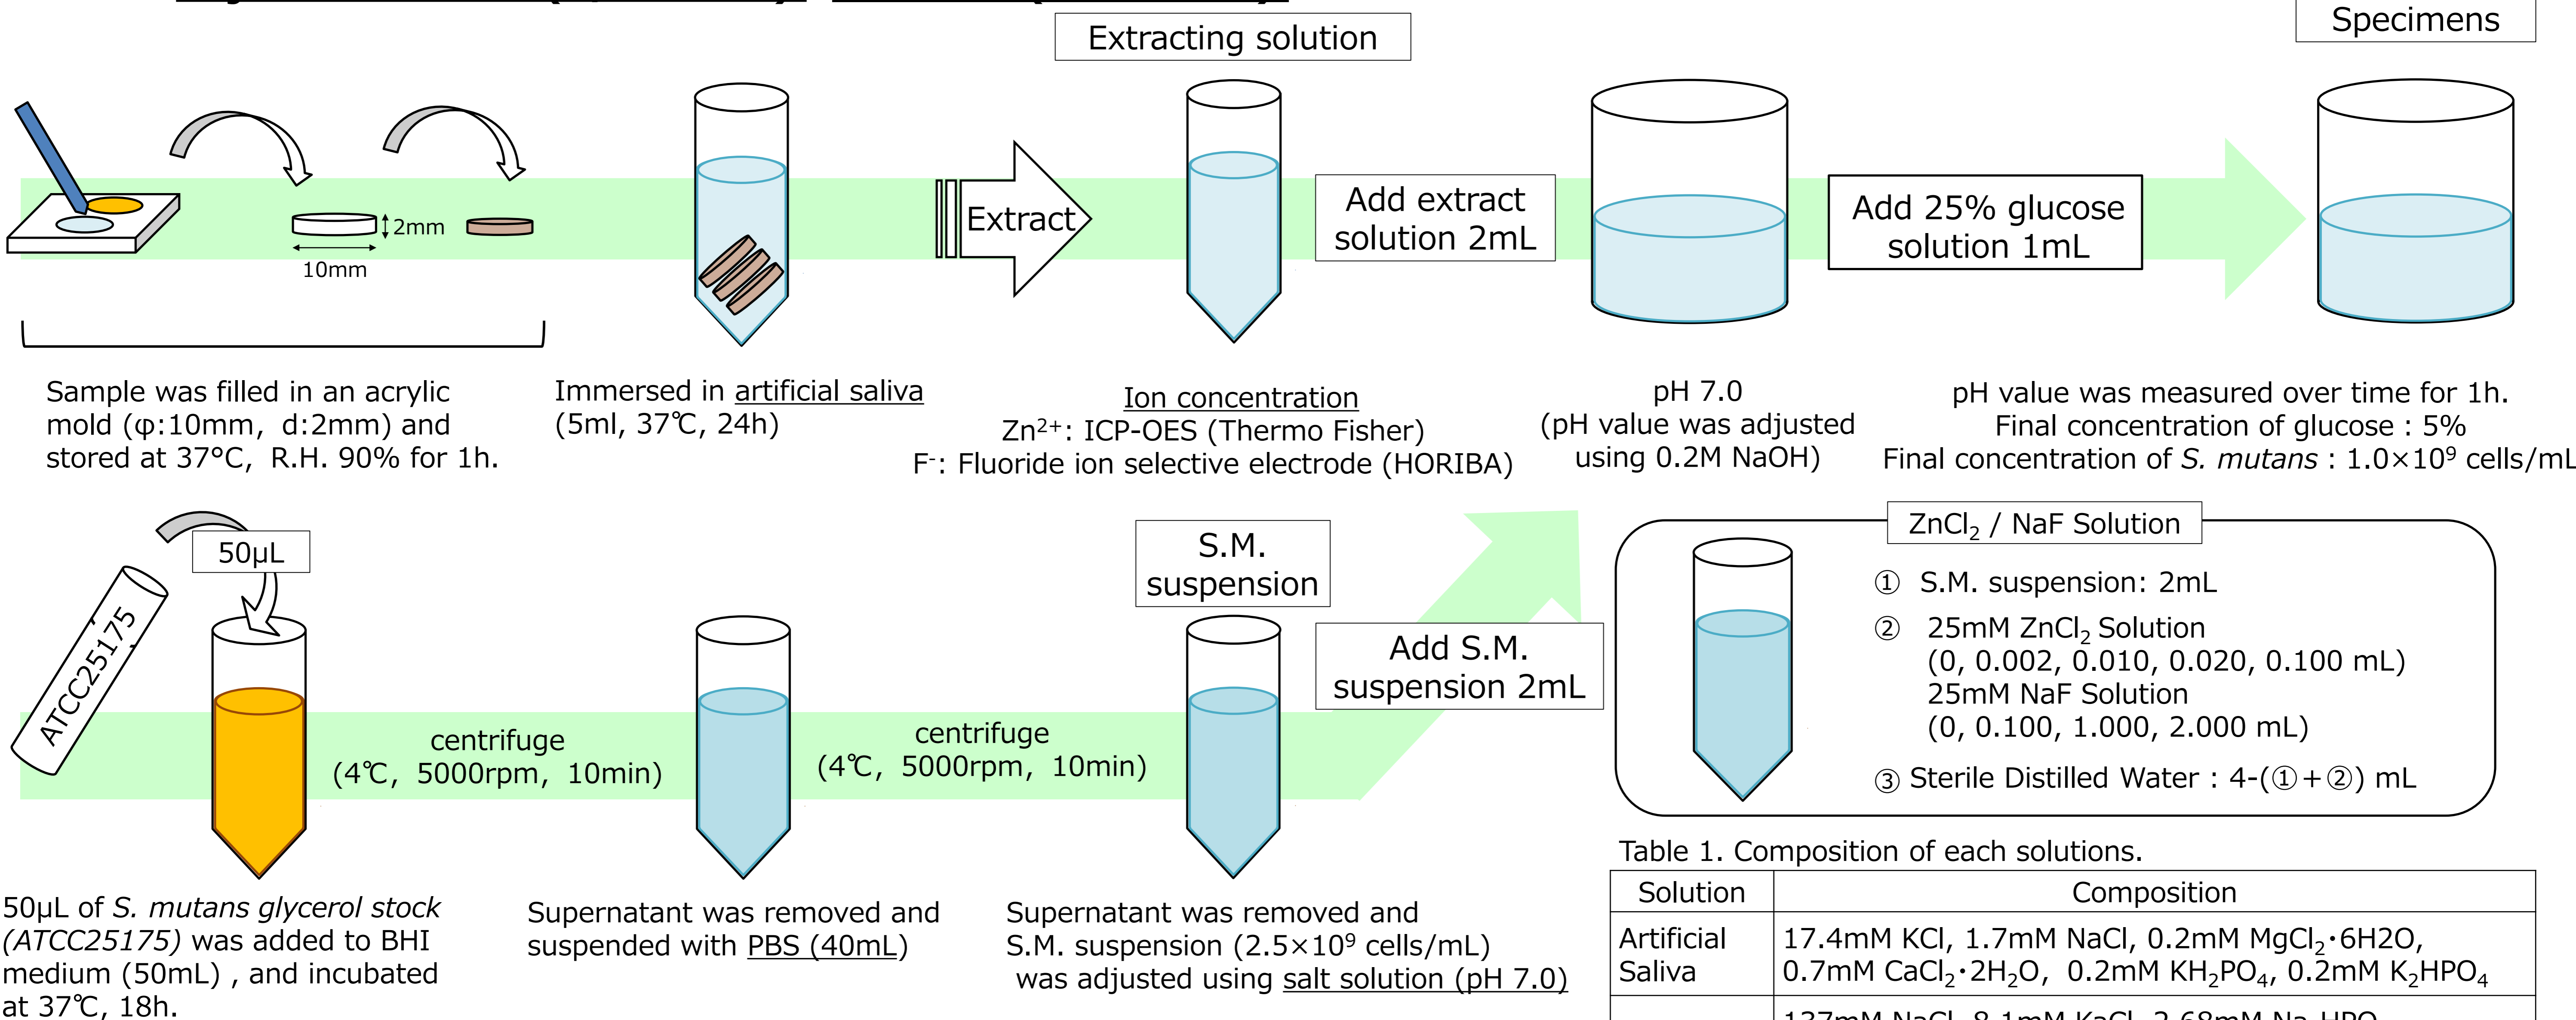 Extracting solution
Specimens
2mm
10mm
Extract
Add extract
solution 2mL
Add 25% glucose
solution 1mL
Sample was filled in an acrylic
mold (φ:10mm, d:2mm) and
stored at 37°C, R.H. 90% for 1h.
Immersed in artificial saliva
(5ml, 37℃, 24h)
Ion concentration
Zn²⁺: ICP-OES (Thermo Fisher)
F⁻: Fluoride ion selective electrode (HORIBA)
pH 7.0
(pH value was adjusted
using 0.2M NaOH)
pH value was measured over time for 1h.
Final concentration of glucose : 5%
Final concentration of S. mutans : 1.0×10⁹ cells/mL
50μL
ATCC25175
centrifuge
(4℃, 5000rpm, 10min)
centrifuge
(4℃, 5000rpm, 10min)
S.M.
suspension
Add S.M.
suspension 2mL
50μL of S. mutans glycerol stock
(ATCC25175) was added to BHI
medium (50mL) , and incubated
at 37℃, 18h.
Supernatant was removed and
suspended with PBS (40mL)
Supernatant was removed and
S.M. suspension (2.5×10⁹ cells/mL)
was adjusted using salt solution (pH 7.0)
ZnCl₂ / NaF Solution
① S.M. suspension: 2mL
② 25mM ZnCl₂ Solution
(0, 0.002, 0.010, 0.020, 0.100 mL)
25mM NaF Solution
(0, 0.100, 1.000, 2.000 mL)
③ Sterile Distilled Water : 4-(①+②) mL
Table 1. Composition of each solutions.
Solution Composition
Artificial
Saliva
17.4mM KCl, 1.7mM NaCl, 0.2mM MgCl₂･6H2O,
0.7mM CaCl₂･2H₂O, 0.2mM KH₂PO₄, 0.2mM K₂HPO₄
137mM NaCl, 8.1mM KaCl, 2.68mM Na₂HPO₄